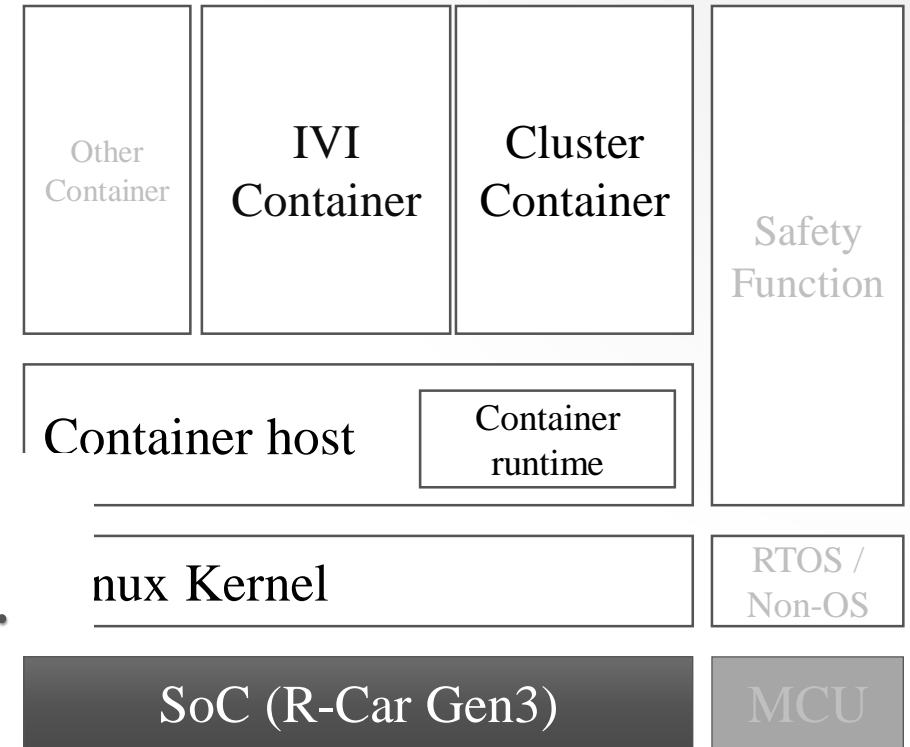 Other
Container
IVI
Container
Cluster
Container
Safety
Function
Container host
Container
runtime
nux Kernel
RTOS /
Non-OS
SoC (R-Car Gen3)
MCU